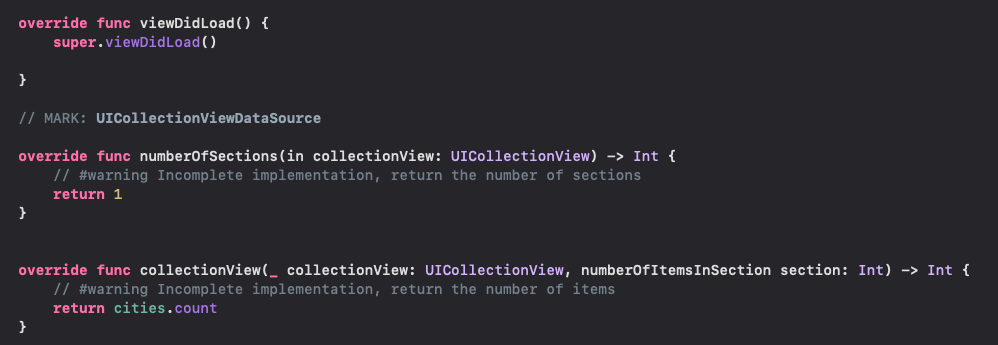 override func viewDidLoad() {
    super.viewDidLoad()
}
// MARK: UICollectionViewDataSource
override func numberOfSections(in collectionView: UICollectionView) -> Int {
    // #warning Incomplete implementation, return the number of sections
    return 1
}
override func collectionView(_ collectionView: UICollectionView, numberOfItemsInSection section: Int) -> Int {
    // #warning Incomplete implementation, return the number of items
    return cities.count
}